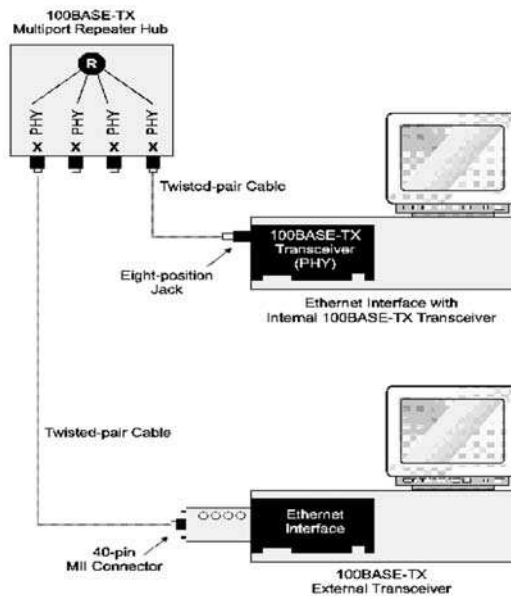 100BASE-TX
Multiport Repeater Hub
R
PHY PHY PHY PHY
X X X X
Twisted-pair Cable
100BASE-TX
Transceiver
(PHY)
Eight-position
Jack
Ethernet Interface with
Internal 100BASE-TX Transceiver
Twisted-pair Cable
Ethernet
Interface
40-pin
MII Connector
100BASE-TX
External Transceiver